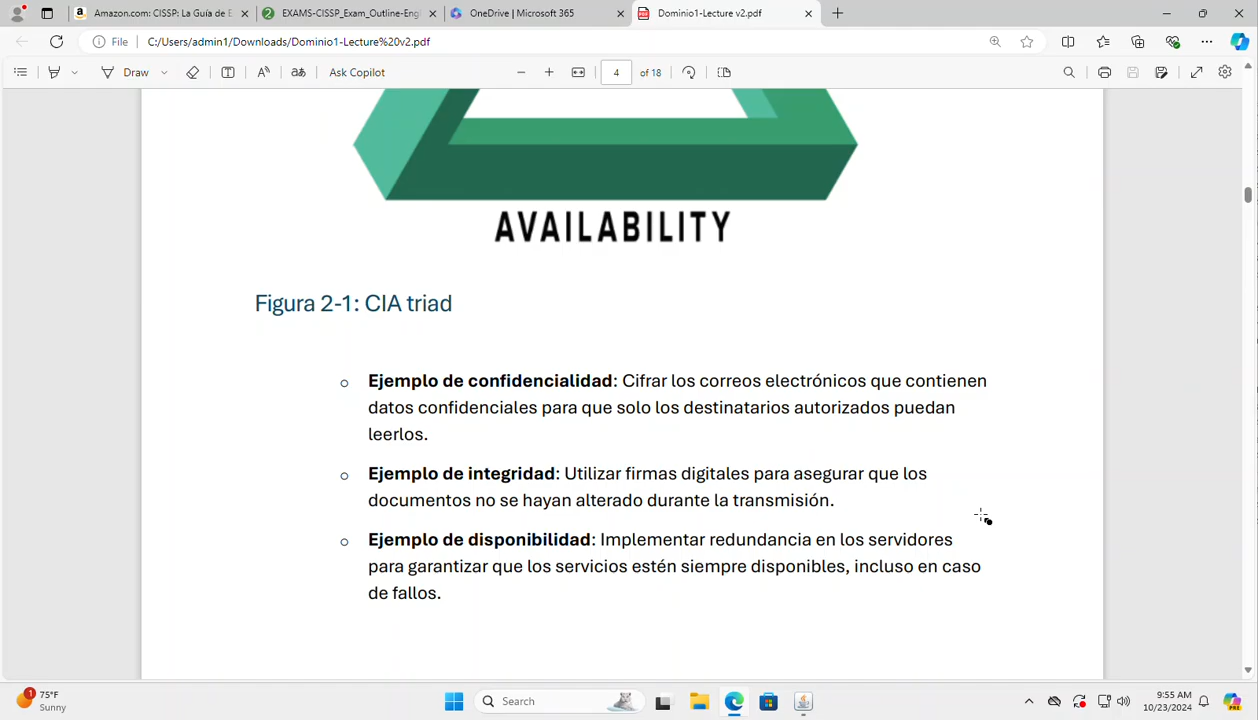 Amazon.com: CISSP: La Guía de E
EXAMS-CISSP_Exam_Outline-Engl
OneDrive | Microsoft 365
Dominio1-Lecture v2.pdf
File
C:/Users/admin1/Downloads/Dominio1-Lecture%20v2.pdf
Draw
Ask Copilot
4 of 18
AVAILABILITY
Figura 2-1: CIA triad
Ejemplo de confidencialidad: Cifrar los correos electrónicos que contienen
datos confidenciales para que solo los destinatarios autorizados puedan
leerlos.
Ejemplo de integridad: Utilizar firmas digitales para asegurar que los
documentos no se hayan alterado durante la transmisión.
Ejemplo de disponibilidad: Implementar redundancia en los servidores
para garantizar que los servicios estén siempre disponibles, incluso en caso
de fallos.
1
75°F
Sunny
Search
9:55 AM
10/23/2024